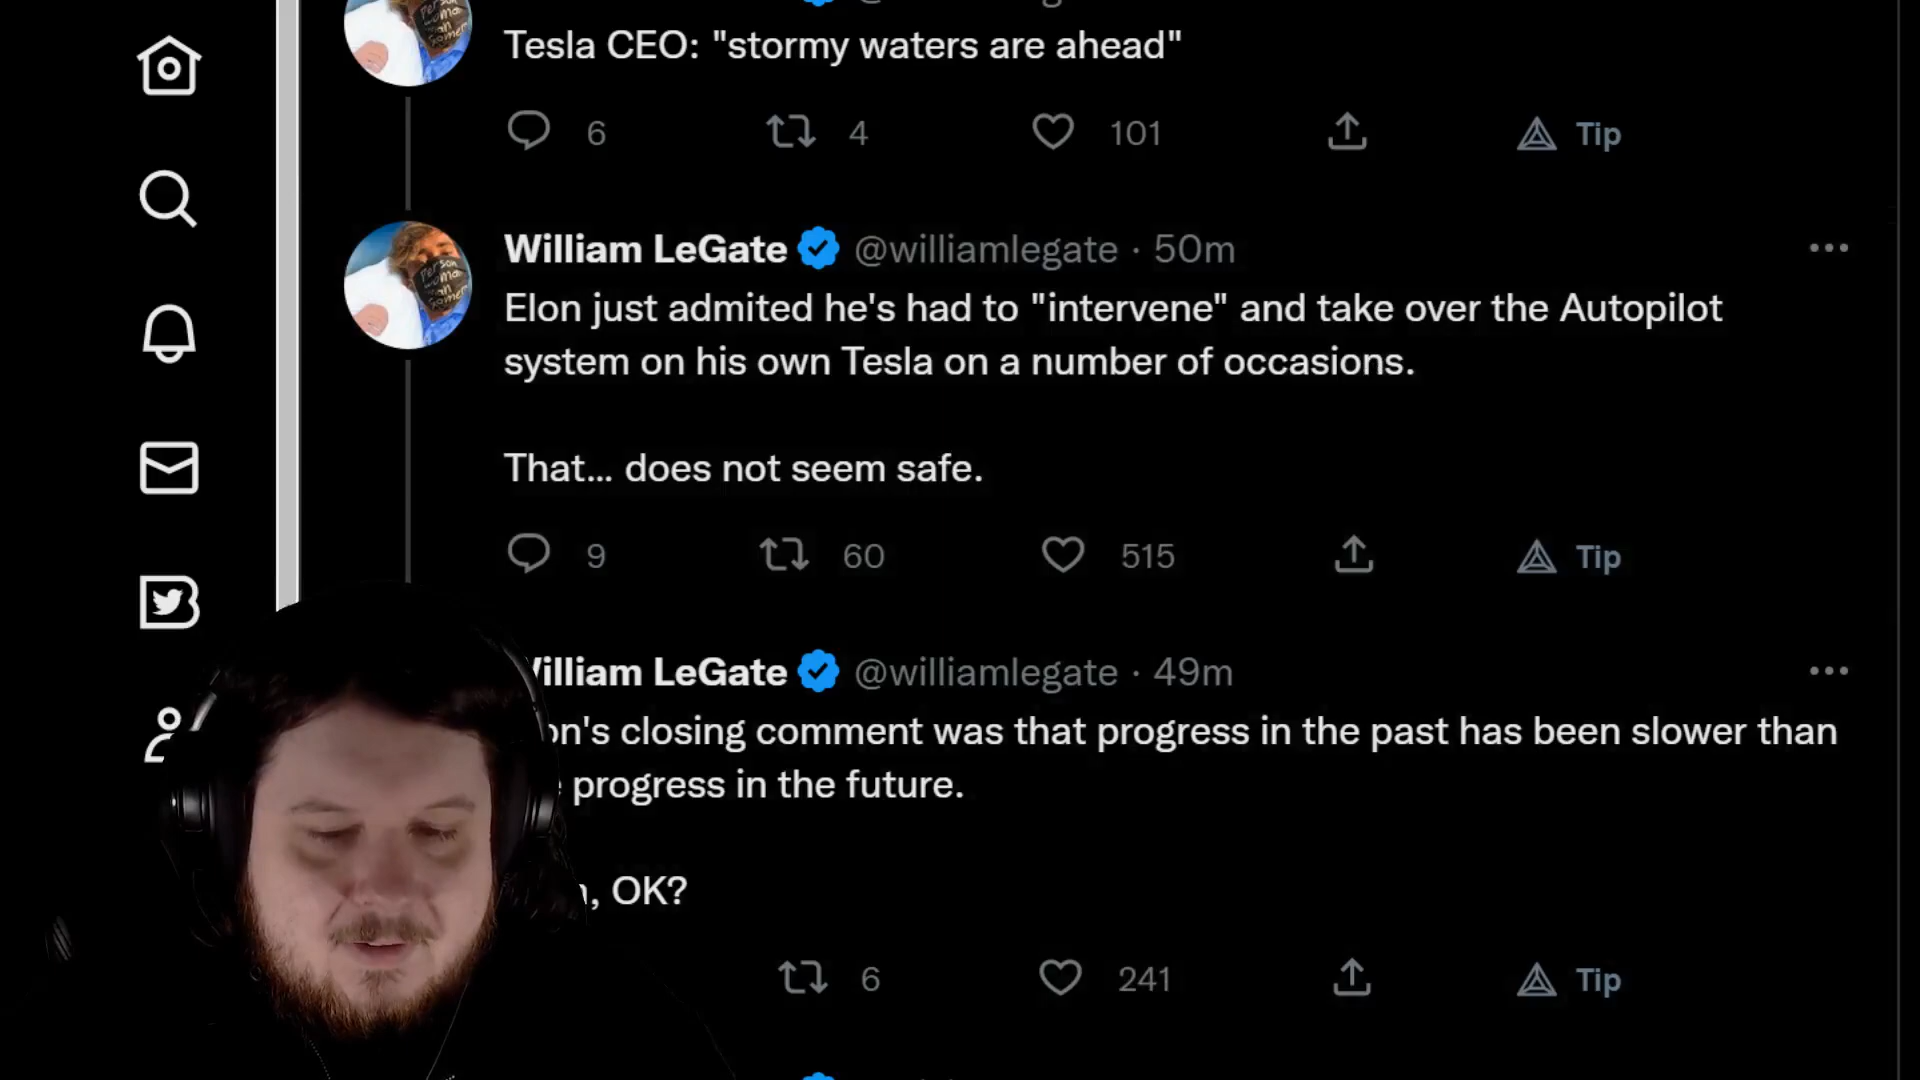 Tesla CEO: "stormy waters are ahead"
6 4 101 Tip
William LeGate @williamlegate · 50m
Elon just admited he's had to "intervene" and take over the Autopilot
system on his own Tesla on a number of occasions.
That... does not seem safe.
9 60 515 Tip
William LeGate @williamlegate · 49m
on's closing comment was that progress in the past has been slower than
progress in the future.
, OK?
6 241 Tip